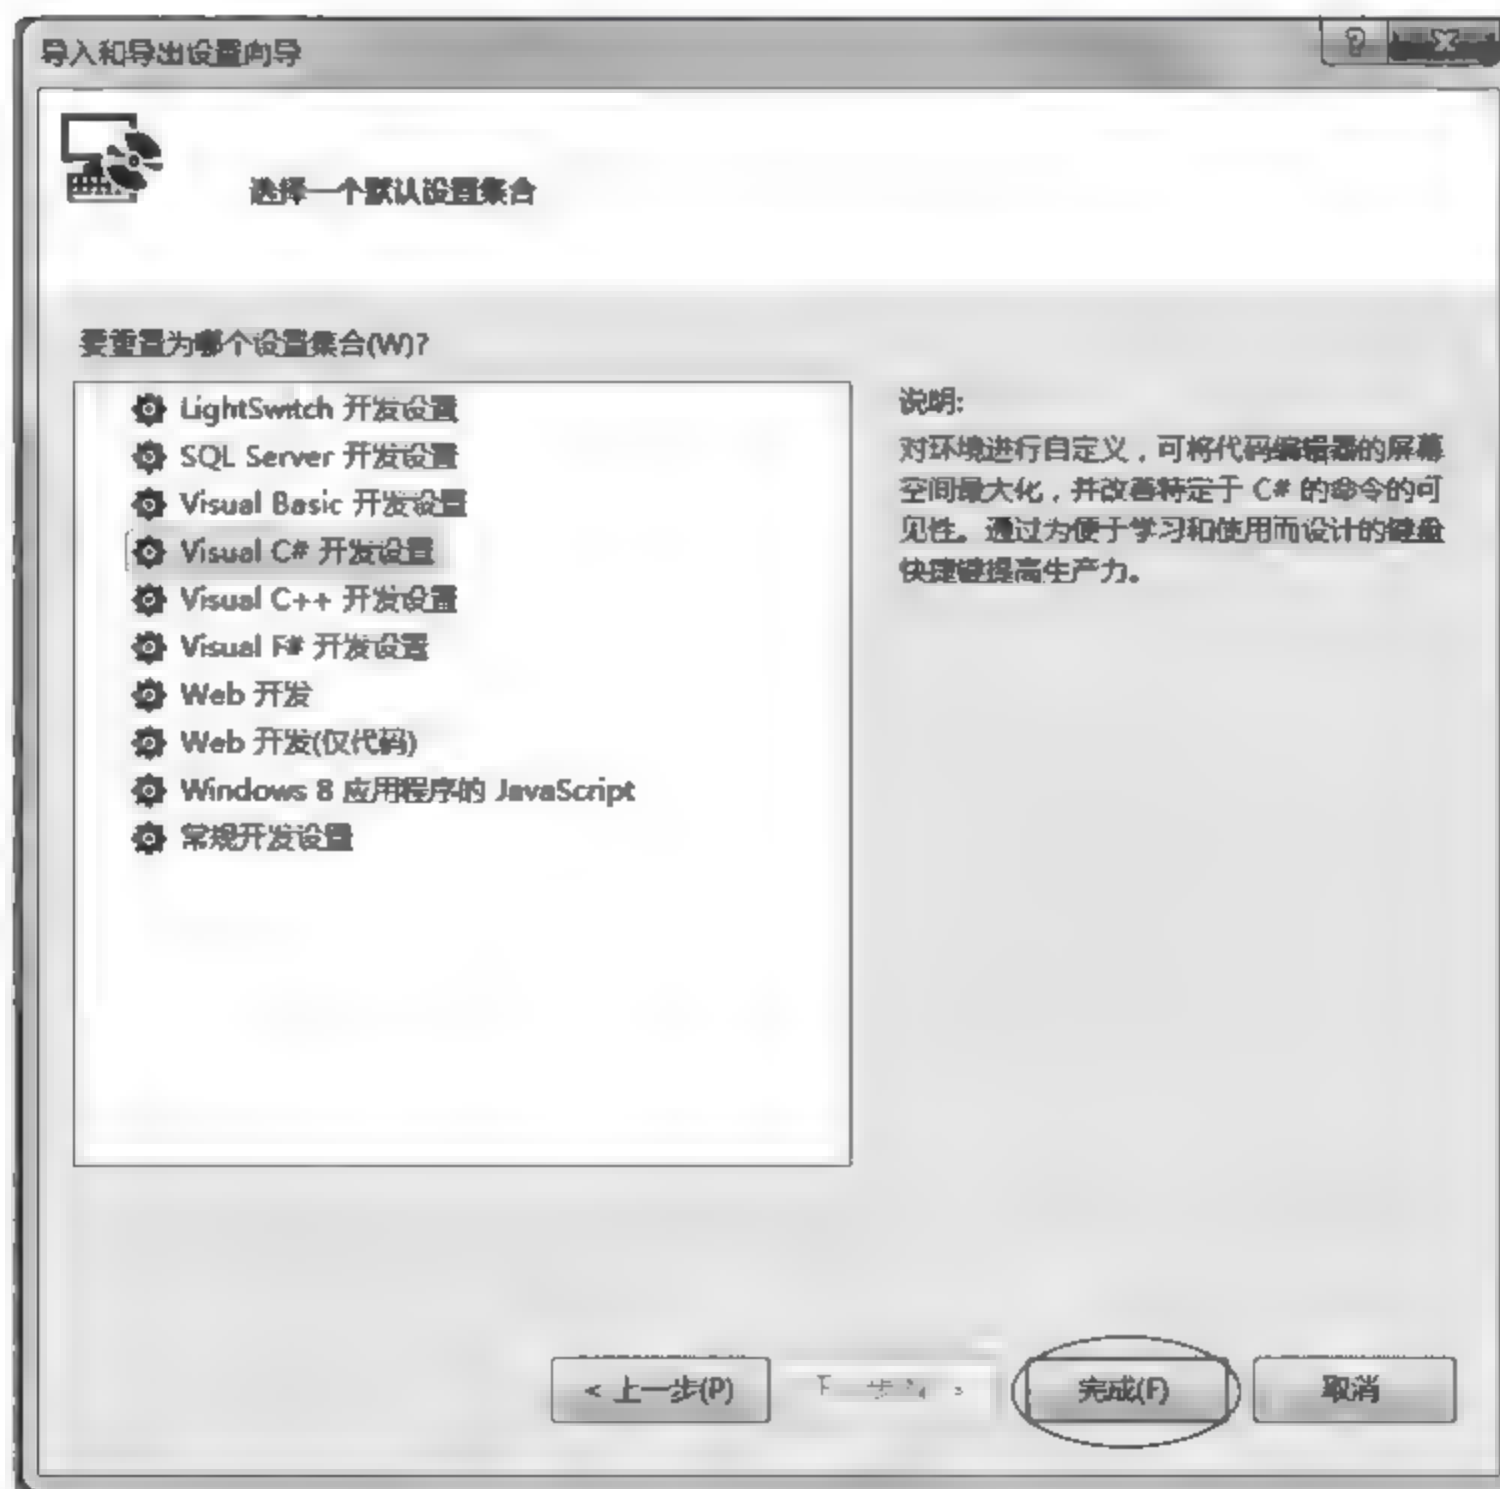 导入和导出设置向导
选择一个默认设置集合
要重置为哪个设置集合(W)?
LightSwitch 开发设置
SQL Server 开发设置
Visual Basic 开发设置
Visual C# 开发设置
Visual C++ 开发设置
Visual F# 开发设置
Web 开发
Web 开发(仅代码)
Windows 8 应用程序的 JavaScript
常规开发设置
说明:
对环境进行自定义，可将代码编辑器的屏幕
空间最大化，并改善特定于 C# 的命令的可
见性。通过为便于学习和使用而设计的键盘
快捷键提高生产力。
< 上一步(P)
下一步 >
完成(F)
取消